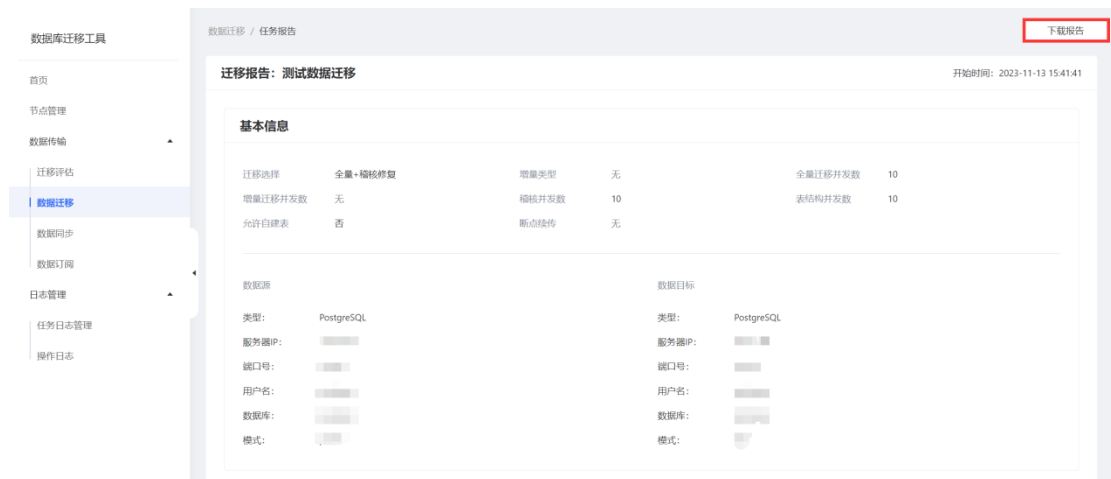 数据库迁移工具
首页
节点管理
数据传输
迁移评估
数据迁移
数据同步
数据订阅
日志管理
任务日志管理
操作日志
数据迁移 / 任务报告
下载报告
迁移报告：测试数据迁移
开始时间：2023-11-13 15:41:41
基本信息
迁移选择 全量+稽核修复 增量类型 无 全量迁移并发数 10
增量迁移并发数 无 稽核并发数 10 表结构并发数 10
允许自建表 否 断点续传 无
数据源 数据目标
类型： PostgreSQL 类型： PostgreSQL
服务器IP： 服务器IP：
端口号： 端口号：
用户名： 用户名：
数据库： 数据库：
模式： 模式：